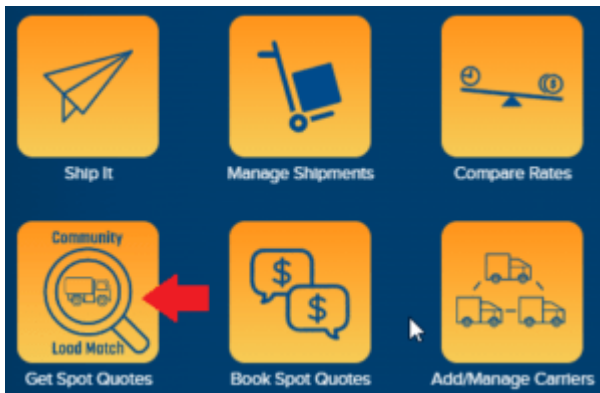 Ship It
Manage Shipments
Compare Rates
Community
Load Match
$
$
$
Get Spot Quotes
Book Spot Quotes
Add/Manage Carriers